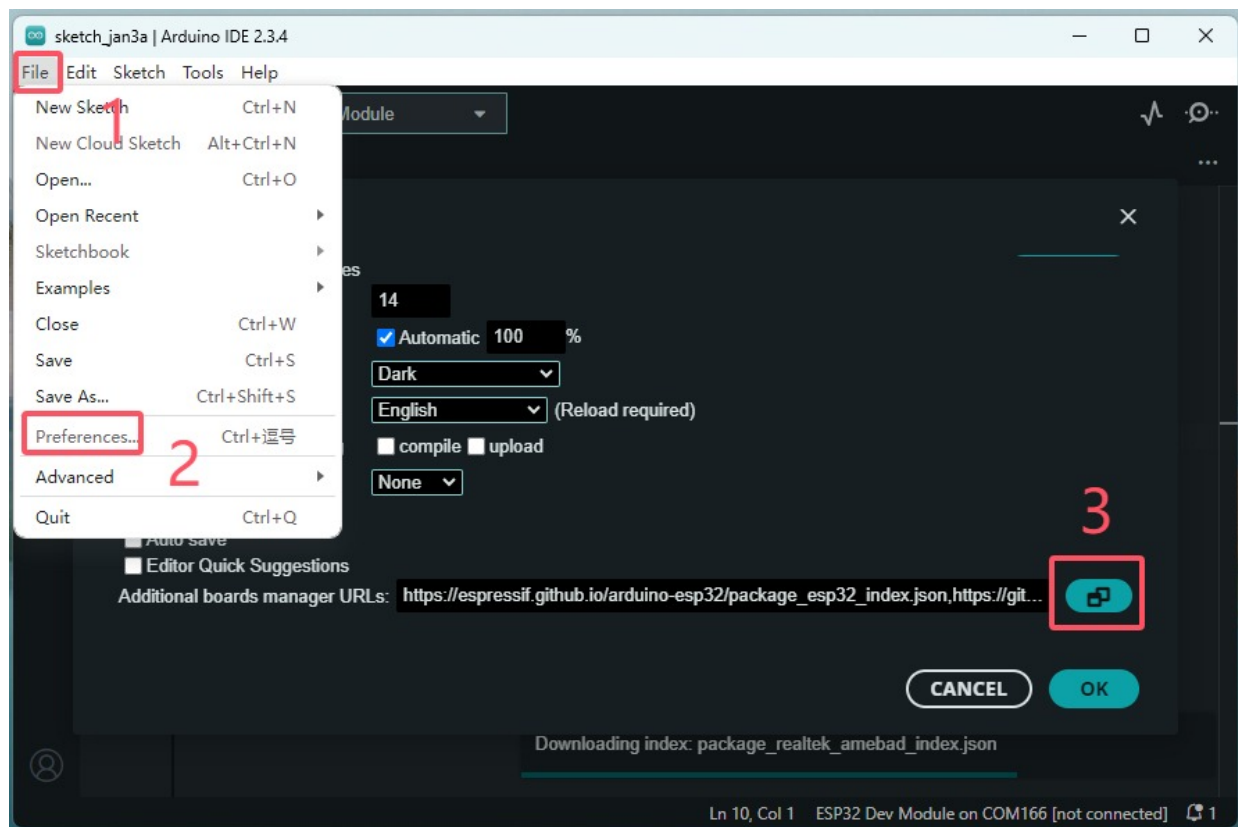 sketch_jan3a | Arduino IDE 2.3.4
File Edit Sketch Tools Help
1
New Sketch Ctrl+N
Module
New Cloud Sketch Alt+Ctrl+N
Open... Ctrl+O
Open Recent
Sketchbook
es
Examples
14
Close Ctrl+W
Automatic 100 %
Save Ctrl+S
Dark
Save As... Ctrl+Shift+S
English (Reload required)
Preferences... Ctrl+逗号
2
compile upload
Advanced
None
Quit Ctrl+Q
3
Auto save
Editor Quick Suggestions
Additional boards manager URLs: https://espressif.github.io/arduino-esp32/package_esp32_index.json,https://git...
CANCEL OK
Downloading index: package_realtek_amebad_index.json
Ln 10, Col 1 ESP32 Dev Module on COM166 [not connected] 1